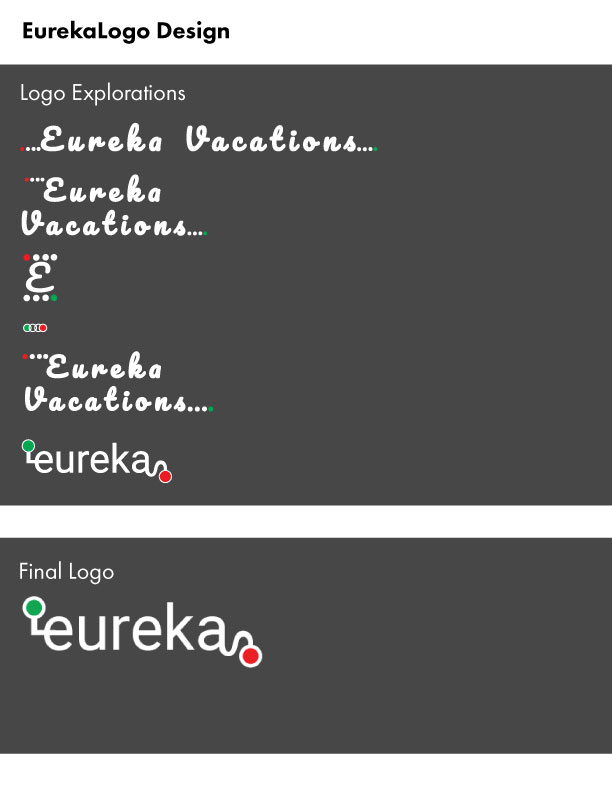 EurekaLogo Design
Logo Explorations
...Eureka Vacations...
...Eureka
Vacations...
E
...Eureka
Vacations...
eureka
Final Logo
eureka